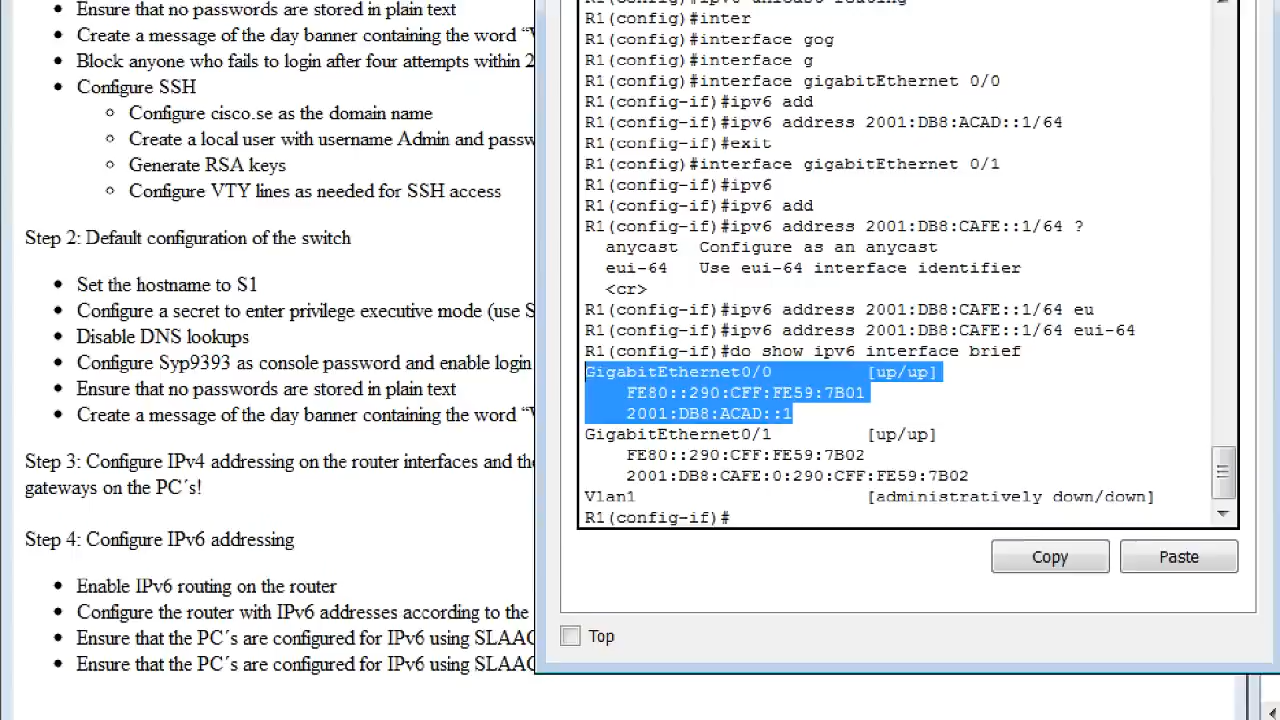 Ensure that no passwords are stored in plain text
Create a message of the day banner containing the word “
Block anyone who fails to login after four attempts within 2
Configure SSH
Configure cisco.se as the domain name
Create a local user with username Admin and passw
Generate RSA keys
Configure VTY lines as needed for SSH access
Step 2: Default configuration of the switch
Set the hostname to S1
Configure a secret to enter privilege executive mode (use S
Disable DNS lookups
Configure Syp9393 as console password and enable login
Ensure that no passwords are stored in plain text
Create a message of the day banner containing the word “
Step 3: Configure IPv4 addressing on the router interfaces and the
gateways on the PC´s!
Step 4: Configure IPv6 addressing
Enable IPv6 routing on the router
Configure the router with IPv6 addresses according to the
Ensure that the PC´s are configured for IPv6 using SLAAC
Ensure that the PC´s are configured for IPv6 using SLAAC
R1(config)#ipv6 unicast-routing
R1(config)#inter
R1(config)#interface gog
R1(config)#interface g
R1(config)#interface gigabitEthernet 0/0
R1(config-if)#ipv6 add
R1(config-if)#ipv6 address 2001:DB8:ACAD::1/64
R1(config-if)#exit
R1(config)#interface gigabitEthernet 0/1
R1(config-if)#ipv6
R1(config-if)#ipv6 add
R1(config-if)#ipv6 address 2001:DB8:CAFE::1/64 ?
anycast Configure as an anycast
eui-64 Use eui-64 interface identifier
<cr>
R1(config-if)#ipv6 address 2001:DB8:CAFE::1/64 eu
R1(config-if)#ipv6 address 2001:DB8:CAFE::1/64 eui-64
R1(config-if)#do show ipv6 interface brief
GigabitEthernet0/0 [up/up]
FE80::290:CFF:FE59:7B01
2001:DB8:ACAD::1
GigabitEthernet0/1 [up/up]
FE80::290:CFF:FE59:7B02
2001:DB8:CAFE:0:290:CFF:FE59:7B02
Vlan1 [administratively down/down]
R1(config-if)#
Copy Paste
Top